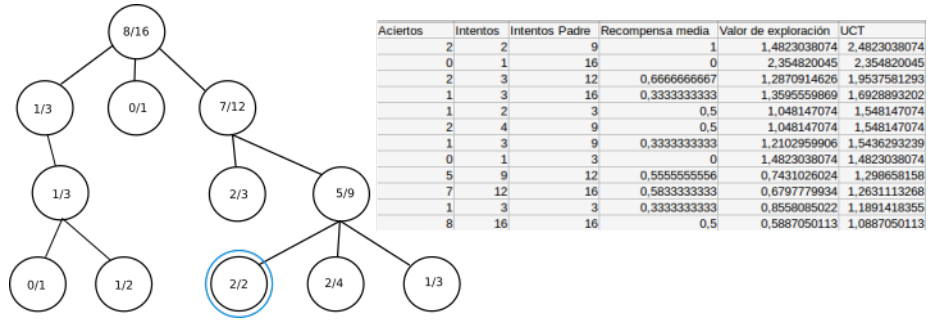 8/16
1/3
0/1
7/12
1/3
2/3
5/9
0/1
1/2
2/2
2/4
1/3
Aciertos Intentos Intentos Padre Recompensa media Valor de exploración UCT
2 2 9 1 1,4823038074 2,4823038074
0 1 16 0 2,354820045 2,354820045
2 3 12 0,6666666667 1,2870914626 1,9537581293
1 3 16 0,3333333333 1,3595559869 1,6928893202
1 2 3 0,5 1,048147074 1,548147074
2 4 9 0,5 1,048147074 1,548147074
1 3 9 0,3333333333 1,2102959906 1,5436293239
0 1 3 0 1,4823038074 1,4823038074
5 9 12 0,5555555556 0,7431026024 1,298658158
7 12 16 0,5833333333 0,6797779934 1,2631113268
1 3 3 0,3333333333 0,8558085022 1,1891418355
8 16 16 0,5 0,5887050113 1,0887050113